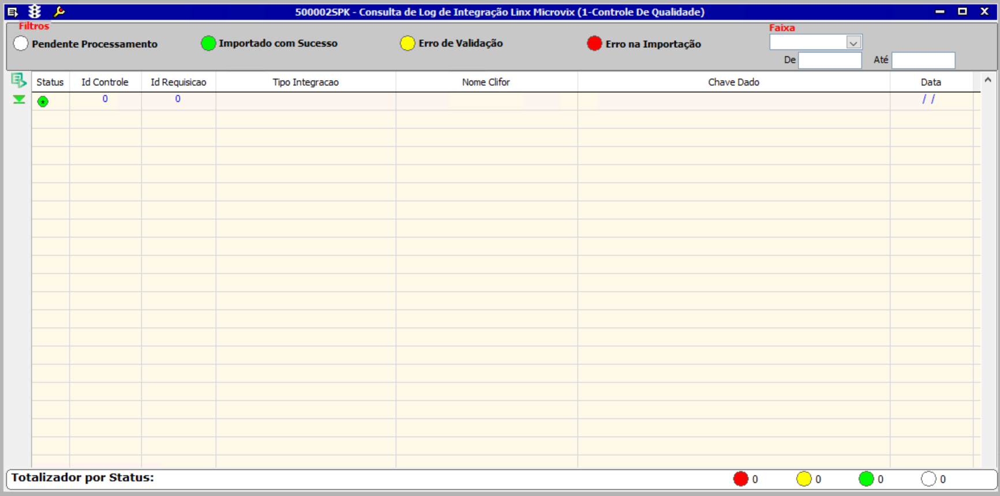 500002SPK - Consulta de Log de Integração Linx Microvix (1-Controle De Qualidade)
Filtros
Faixa
Pendente Processamento
Importado com Sucesso
Erro de Validação
Erro na Importação
De
Até
Status Id Controle Id Requisicao Tipo Integracao Nome Clifor Chave Dado Data
* 0 0 / /
Totalizador por Status: 0 0 0 0